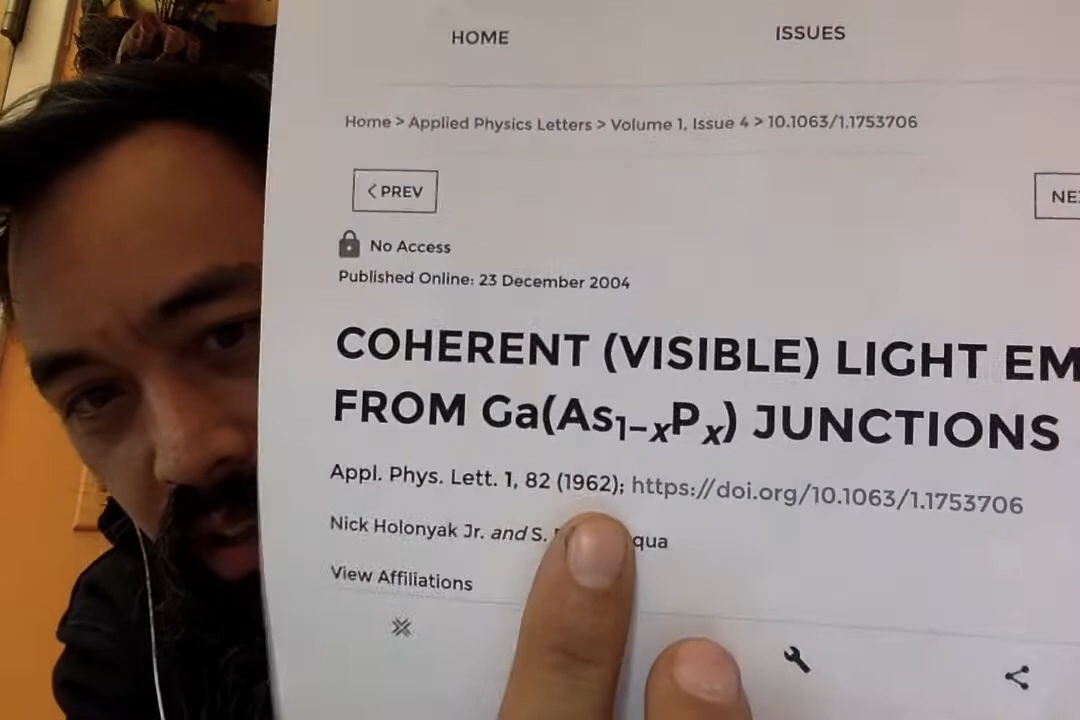 HOME ISSUES
Home > Applied Physics Letters > Volume 1, Issue 4 > 10.1063/1.1753706
< PREV
No Access
Published Online: 23 December 2004
COHERENT (VISIBLE) LIGHT
FROM Ga(As₁₋ₓPₓ) JUNCTIONS
Appl. Phys. Lett. 1, 82 (1962); https://doi.org/10.1063/1.1753706
Nick Holonyak Jr. and S.
View Affiliations